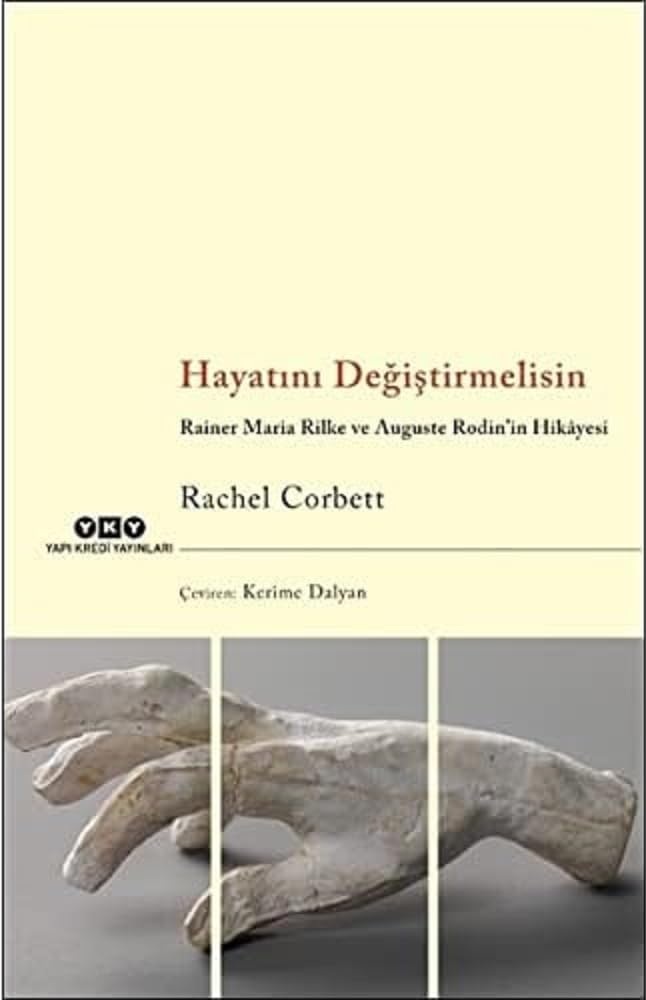 Hayatını Değiştirmelisin
Rainer Maria Rilke ve Auguste Rodin'in Hikâyesi
Rachel Corbett
YKY
YAPI KREDİ YAYINLARI
Çeviren: Kerime Dalyan